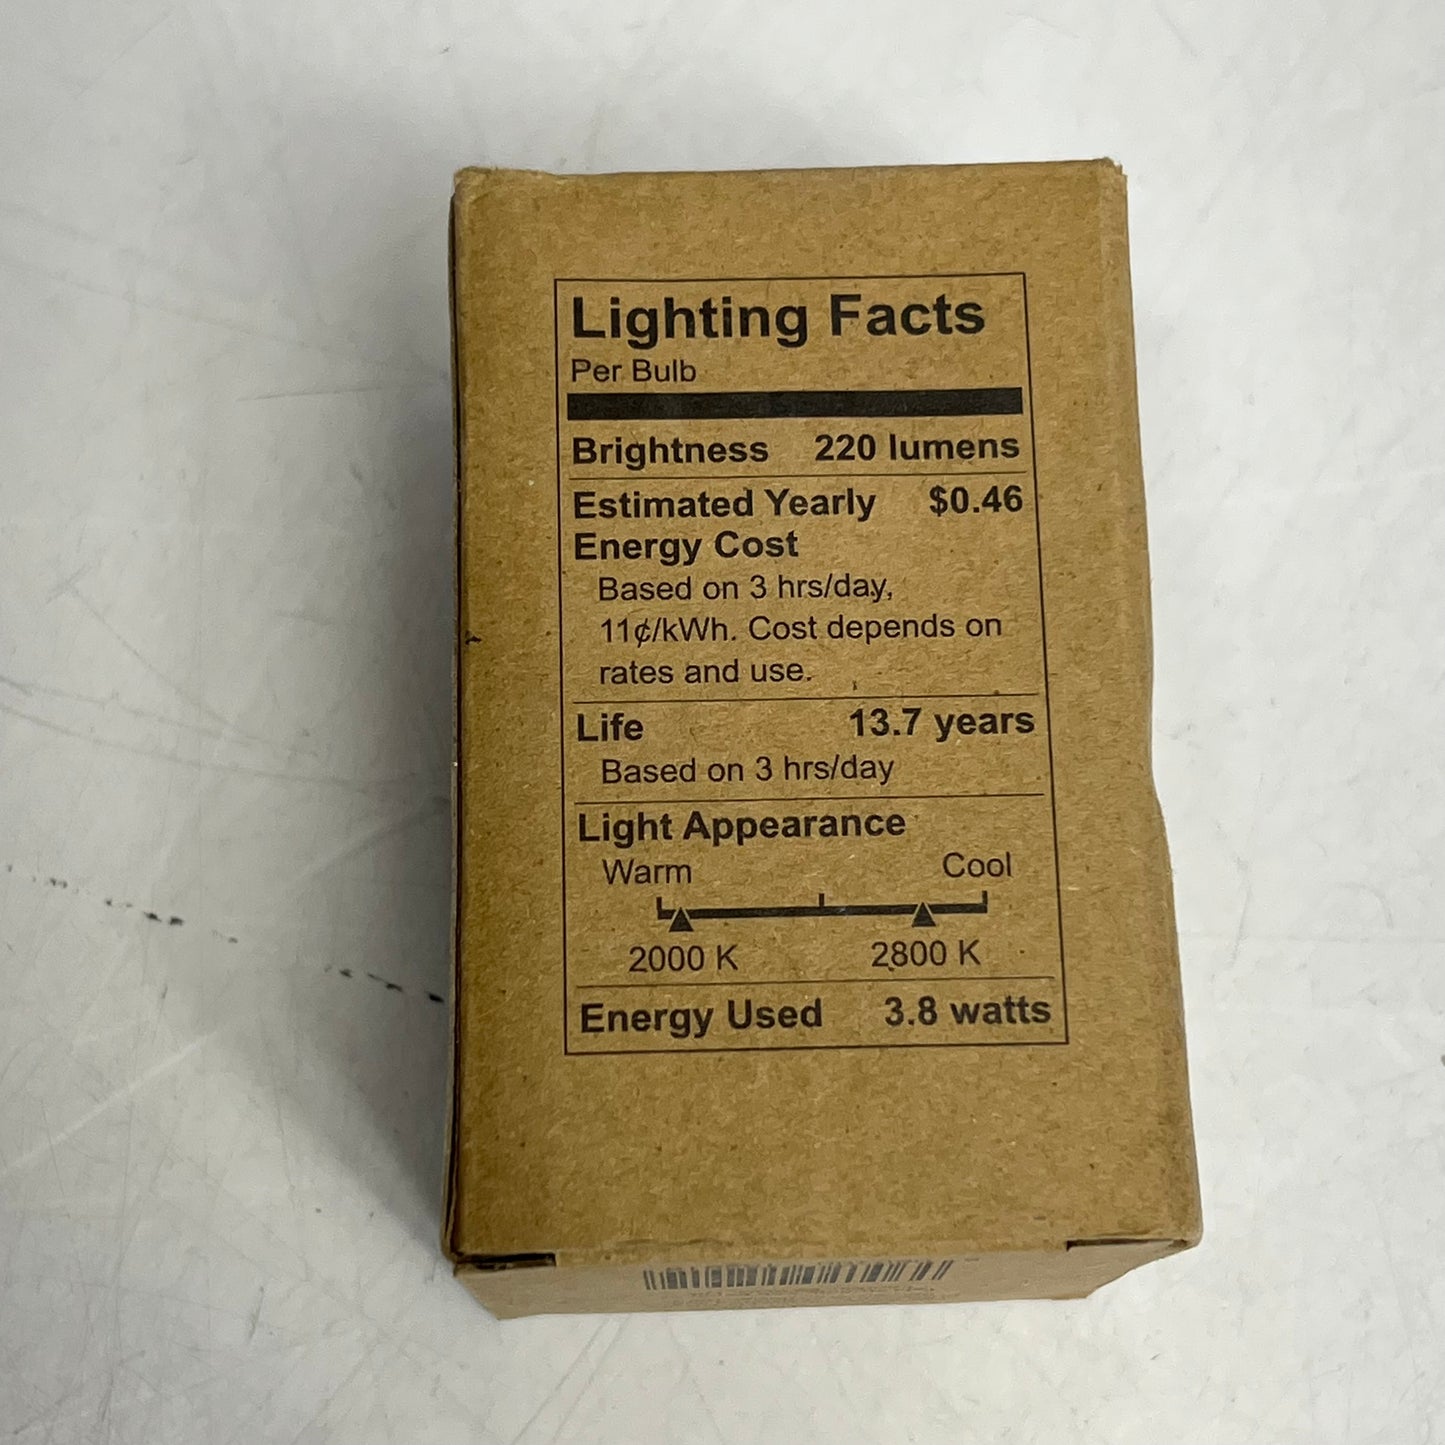 Lighting Facts
Per Bulb
Brightness 220 lumens
Estimated Yearly $0.46
Energy Cost
Based on 3 hrs/day,
11¢/kWh. Cost depends on
rates and use.
Life 13.7 years
Based on 3 hrs/day
Light Appearance
Warm Cool
2000 K 2800 K
Energy Used 3.8 watts